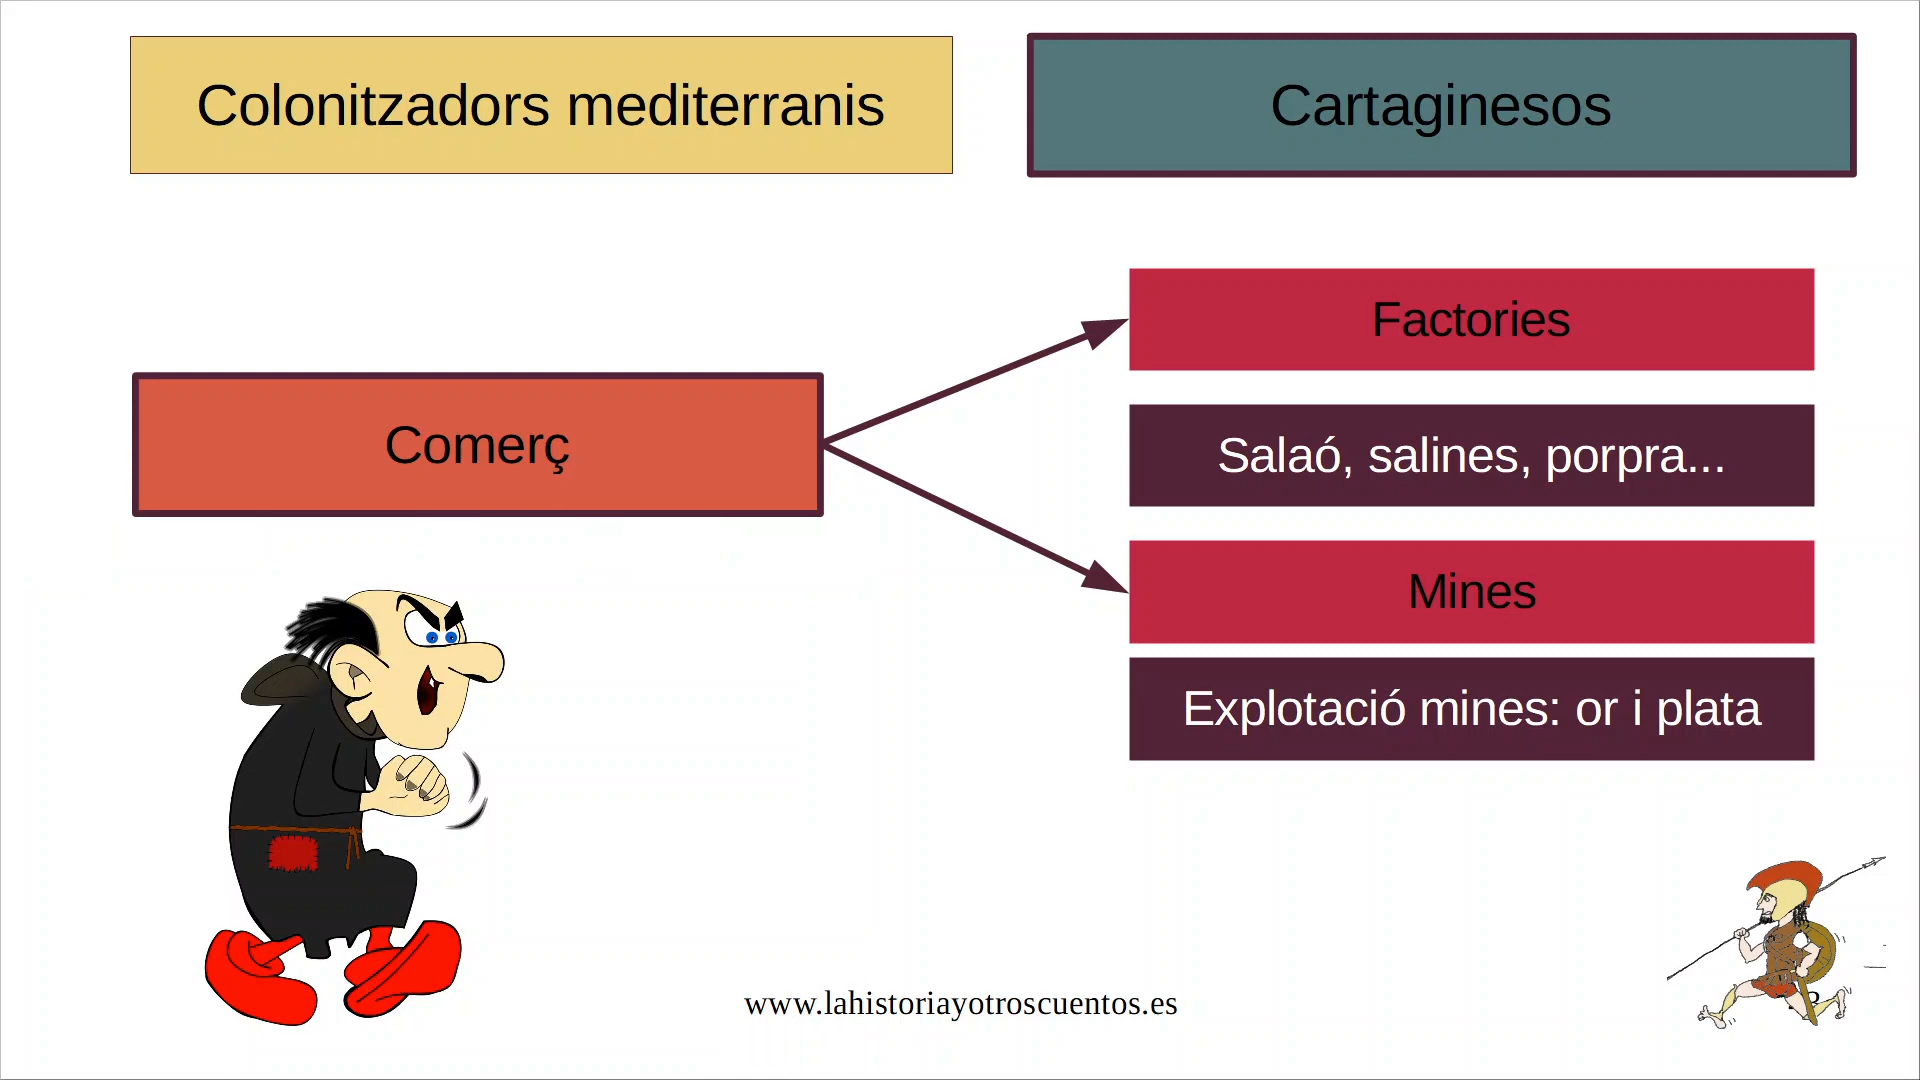 Colonitzadors mediterranis
Cartaginesos
Factories
Comerç
Salaó, salines, porpra...
Mines
Explotació mines: or i plata
www.lahistoriayotroscuentos.es